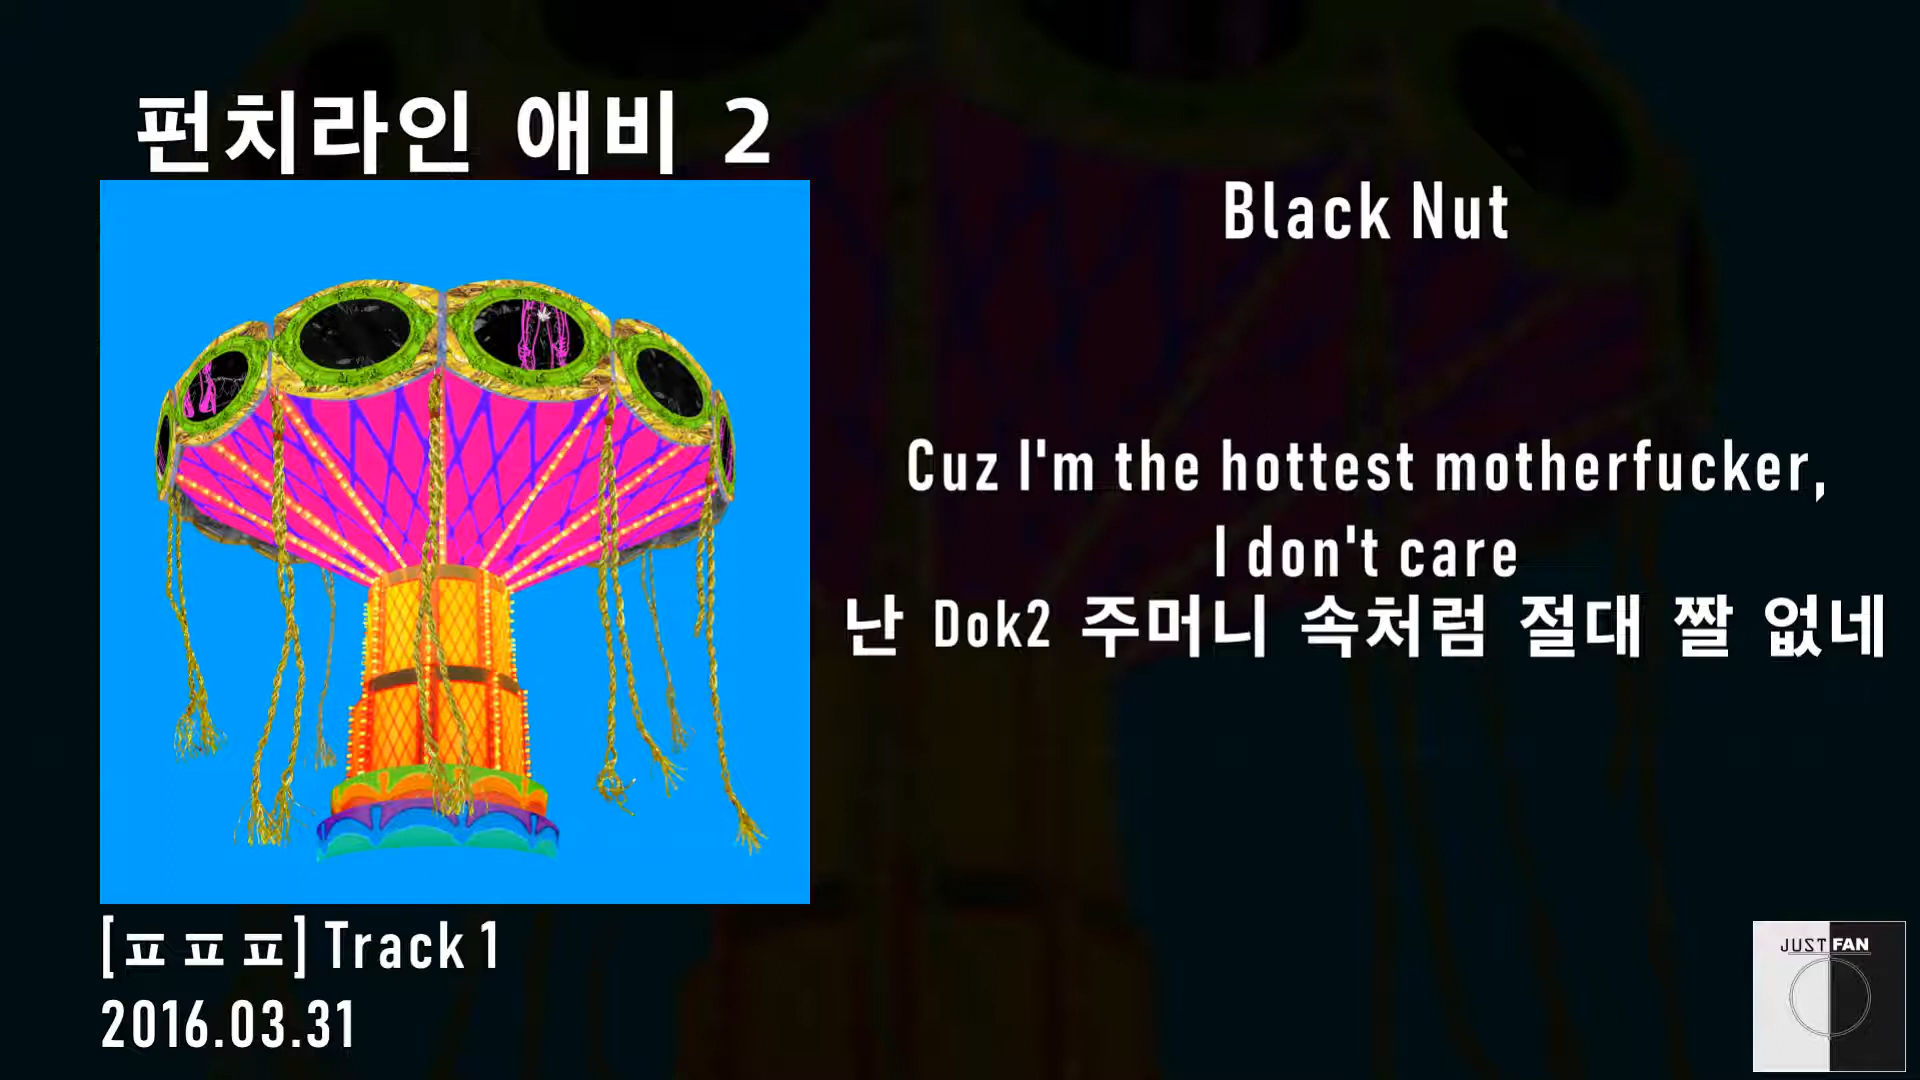 펀치라인 애비 2
Black Nut
Cuz I'm the hottest motherfucker,
I don't care
난 Dok2 주머니 속처럼 절대 짤 없네
[ㅍㅍㅍ] Track 1
2016.03.31
JUST FAN